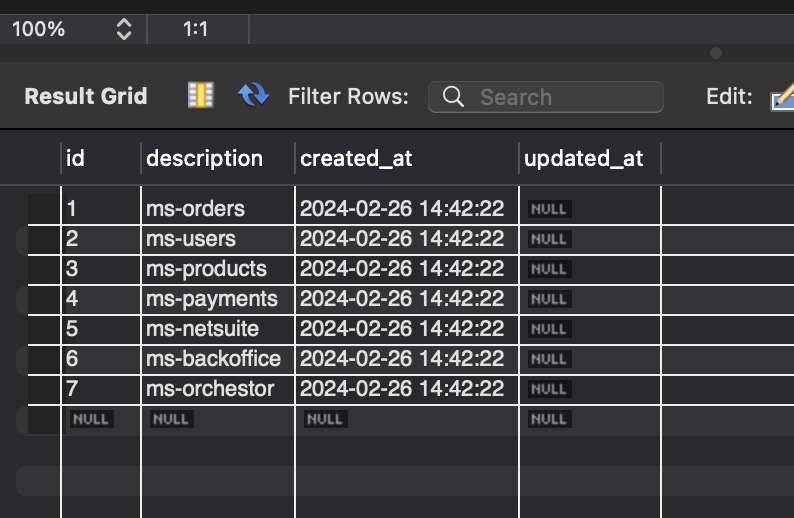 100% 1:1
Result Grid Filter Rows: Search Edit:
id description created_at updated_at
1 ms-orders 2024-02-26 14:42:22 NULL
2 ms-users 2024-02-26 14:42:22 NULL
3 ms-products 2024-02-26 14:42:22 NULL
4 ms-payments 2024-02-26 14:42:22 NULL
5 ms-netsuite 2024-02-26 14:42:22 NULL
6 ms-backoffice 2024-02-26 14:42:22 NULL
7 ms-orchestor 2024-02-26 14:42:22 NULL
NULL NULL NULL NULL